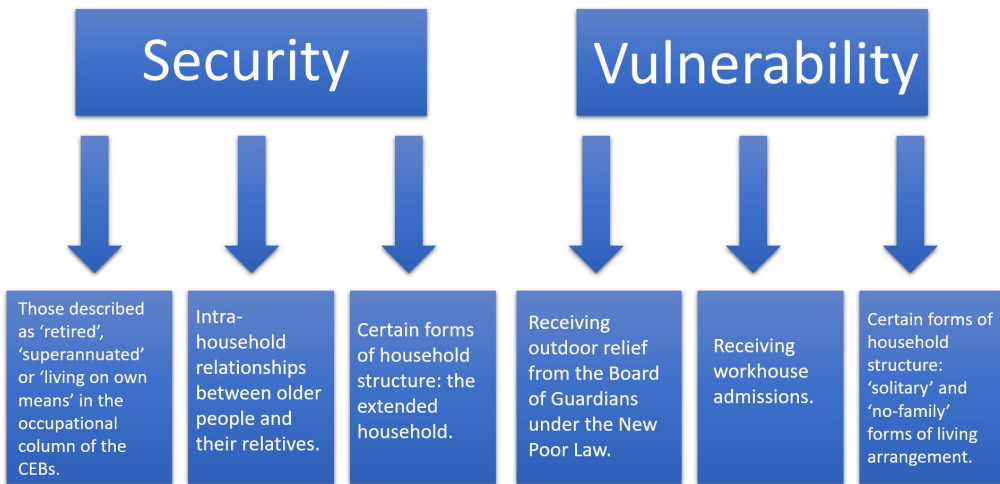 Security
Vulnerability
Those described
as ‘retired’,
‘superannuated’
or ‘living on own
means’ in the
occupational
column of the
CEBs.
Intra-
household
relationships
between older
people and
their relatives.
Certain forms
of household
structure: the
extended
household.
Receiving
outdoor relief
from the Board
of Guardians
under the New
Poor Law.
Receiving
workhouse
admissions.
Certain forms of
household
structure:
‘solitary’ and
‘no-family’
forms of living
arrangement.